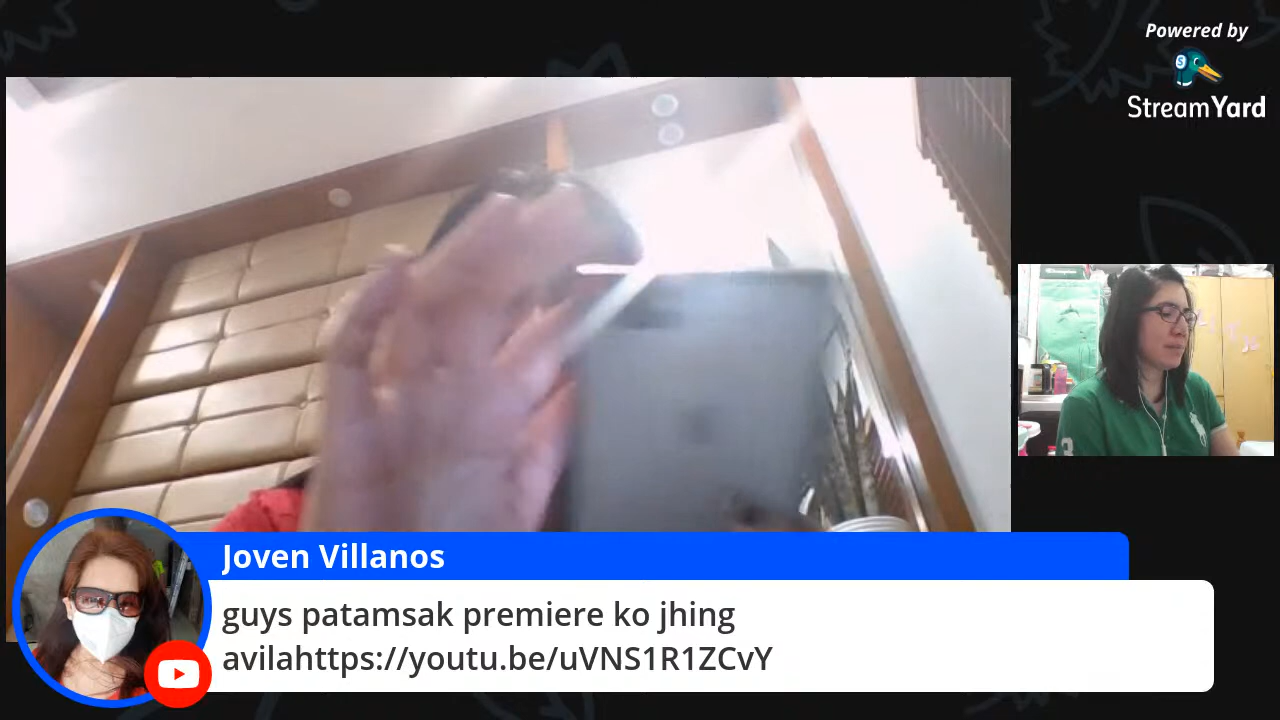 Powered by
StreamYard
Joven Villanos
guys patamsak premiere ko jhing
avilahttps://youtu.be/uVNS1R1ZCvY